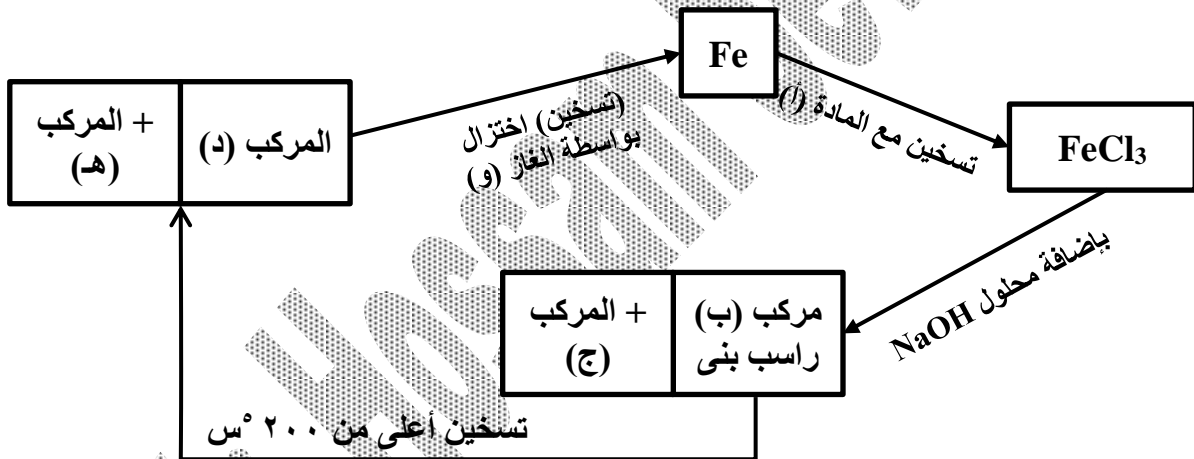 Fe
تسخين مع المادة (أ)
FeCl₃
بإضافة محلول NaOH
مركب (ب)
راسب بنى
+ المركب
(ج)
تسخين أعلى من ٢٠٠ °س
المركب (د)
+ المركب
(هـ)
(تسخين) اختزال
بواسطة الغاز (و)